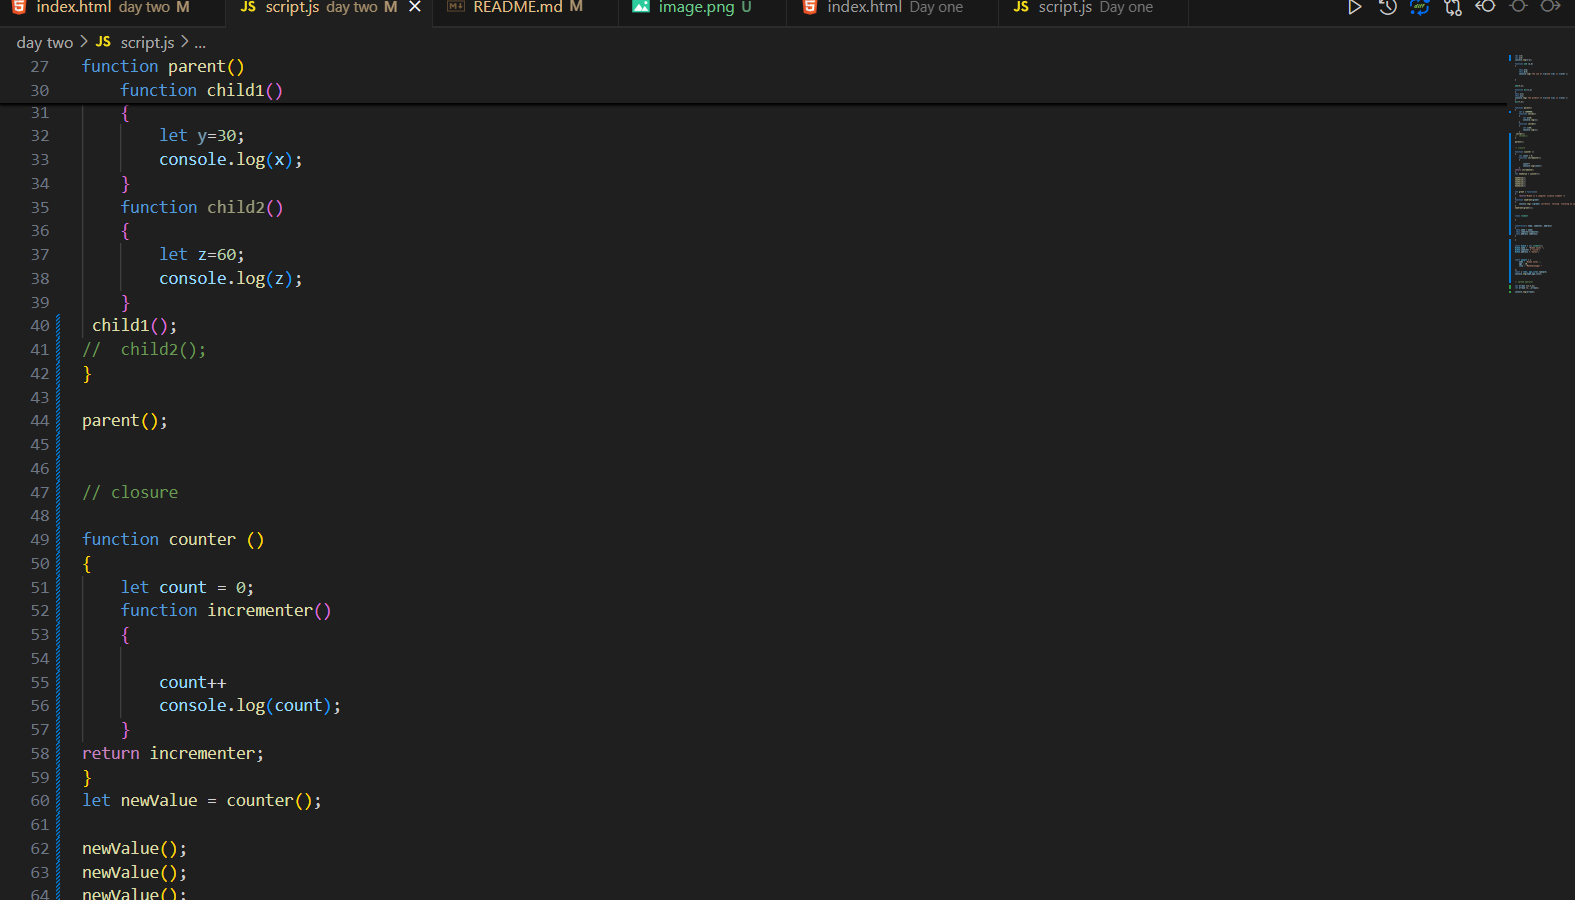 index.html day two M
JS script.js day two M
README.md M
image.png U
index.html Day one
JS script.js Day one
day two > JS script.js > ...
27 function parent()
30 function child1()
31 {
32 let y=30;
33 console.log(x);
34 }
35 function child2()
36 {
37 let z=60;
38 console.log(z);
39 }
40 child1();
41 // child2();
42 }
43
44 parent();
45
46
47 // closure
48
49 function counter ()
50 {
51 let count = 0;
52 function incrementer()
53 {
54
55 count++
56 console.log(count);
57 }
58 return incrementer;
59 }
60 let newValue = counter();
61
62 newValue();
63 newValue();
64 newValue();